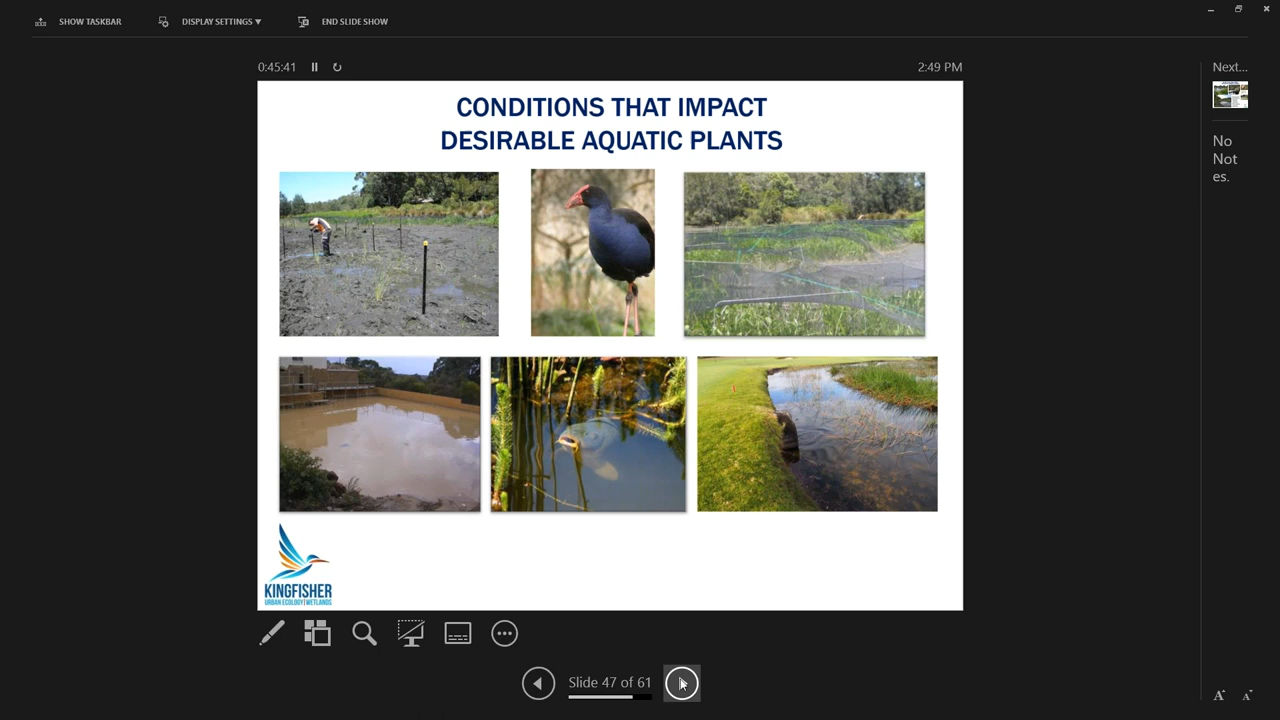 SHOW TASKBAR
DISPLAY SETTINGS ▼
END SLIDE SHOW
0:45:41
2:49 PM
Next...
CONDITIONS THAT IMPACT
DESIRABLE AQUATIC PLANTS
No
Not
es.
KINGFISHER
URBAN ECOLOGY|WETLANDS
Slide 47 of 61
A A